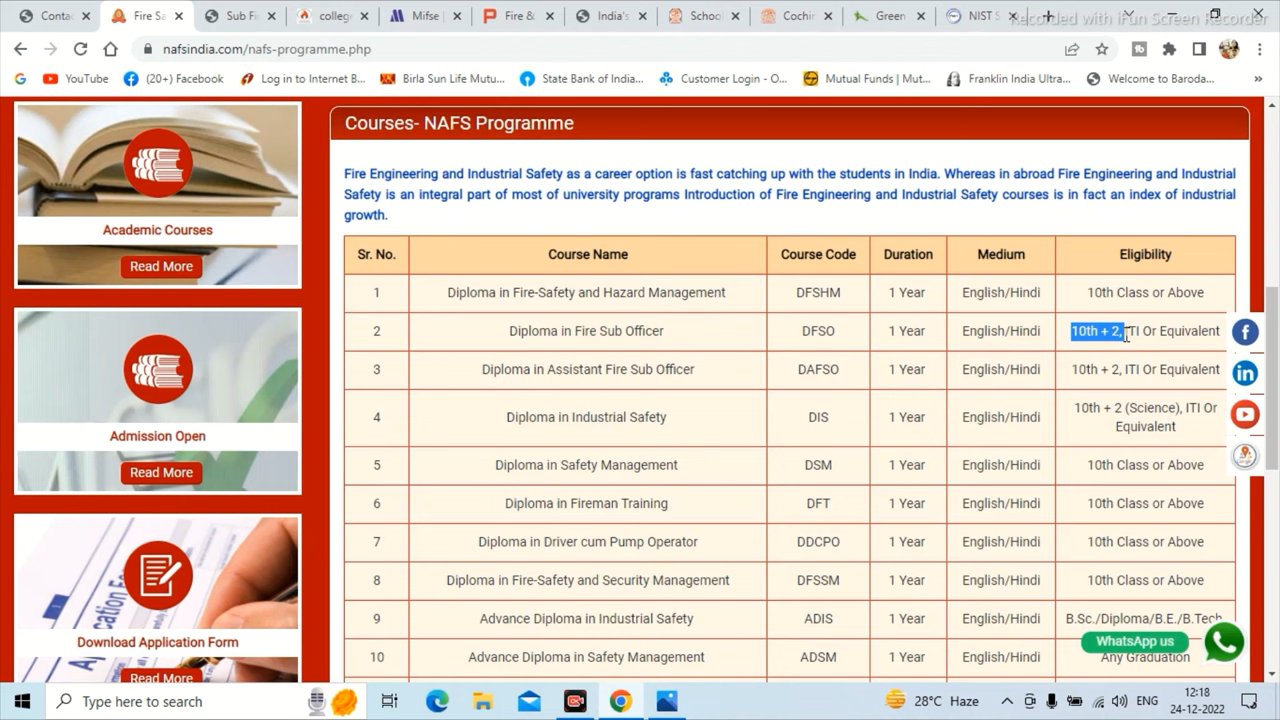 Conta
Fire Sa
Sub Fi
college
Mifse |
Fire &
India's
Schoo
Cochin
Green
NIST S
Recorded with iFun Screen Recorder
nafsindia.com/nafs-programme.php
YouTube
(20+) Facebook
Log in to Internet B...
Birla Sun Life Mutu...
State Bank of India...
Customer Login - O...
Mutual Funds | Mut...
Franklin India Ultra...
Welcome to Baroda...
»
Academic Courses
Read More
Admission Open
Read More
Download Application Form
Read More
Courses- NAFS Programme
Fire Engineering and Industrial Safety as a career option is fast catching up with the students in India. Whereas in abroad Fire Engineering and Industrial
Safety is an integral part of most of university programs Introduction of Fire Engineering and Industrial Safety courses is in fact an index of industrial
growth.
Sr. No. Course Name Course Code Duration Medium Eligibility
1 Diploma in Fire-Safety and Hazard Management DFSHM 1 Year English/Hindi 10th Class or Above
2 Diploma in Fire Sub Officer DFSO 1 Year English/Hindi 10th + 2, ITI Or Equivalent
3 Diploma in Assistant Fire Sub Officer DAFSO 1 Year English/Hindi 10th + 2, ITI Or Equivalent
4 Diploma in Industrial Safety DIS 1 Year English/Hindi 10th + 2 (Science), ITI Or
Equivalent
5 Diploma in Safety Management DSM 1 Year English/Hindi 10th Class or Above
6 Diploma in Fireman Training DFT 1 Year English/Hindi 10th Class or Above
7 Diploma in Driver cum Pump Operator DDCPO 1 Year English/Hindi 10th Class or Above
8 Diploma in Fire-Safety and Security Management DFSSM 1 Year English/Hindi 10th Class or Above
9 Advance Diploma in Industrial Safety ADIS 1 Year English/Hindi B.Sc./Diploma/B.E./B.Tech
10 Advance Diploma in Safety Management ADSM 1 Year English/Hindi Any Graduation
WhatsApp us
Type here to search
28°C Haze
ENG
12:18
24-12-2022